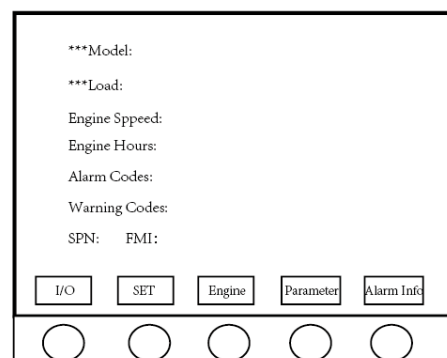 ***Model:
***Load:
Engine Sppeed:
Engine Hours:
Alarm Codes:
Warning Codes:
SPN: FMI:
I/O SET Engine Parameter Alarm Info